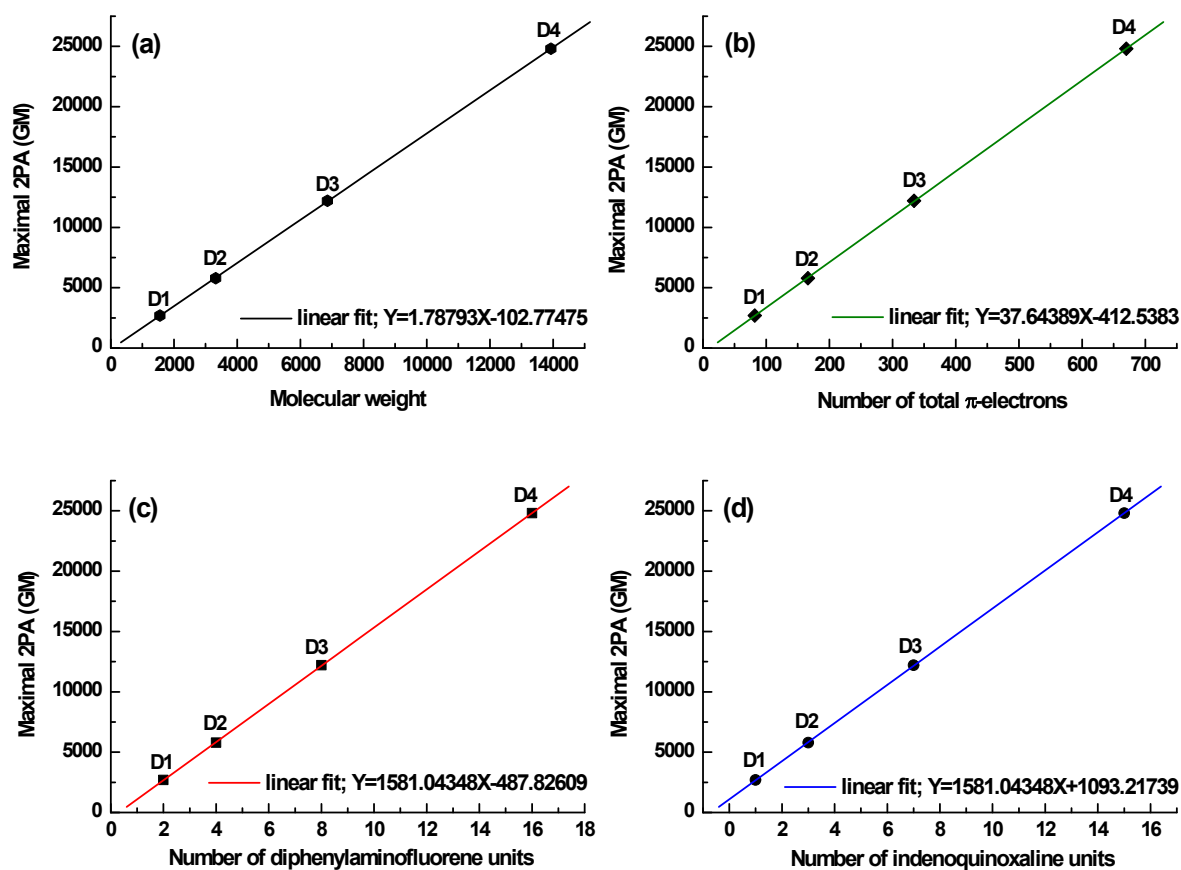 (a)
Maximal 2PA (GM)
25000
20000
15000
10000
5000
0
D1
D2
D3
D4
linear fit; Y=1.78793X-102.77475
0 2000 4000 6000 8000 10000 12000 14000
Molecular weight
(b)
Maximal 2PA (GM)
25000
20000
15000
10000
5000
0
D1
D2
D3
D4
linear fit; Y=37.64389X-412.5383
0 100 200 300 400 500 600 700
Number of total π-electrons
(c)
Maximal 2PA (GM)
25000
20000
15000
10000
5000
0
D1
D2
D3
D4
linear fit; Y=1581.04348X-487.82609
0 2 4 6 8 10 12 14 16 18
Number of diphenylaminofluorene units
(d)
Maximal 2PA (GM)
25000
20000
15000
10000
5000
0
D1
D2
D3
D4
linear fit; Y=1581.04348X+1093.21739
0 2 4 6 8 10 12 14 16
Number of indenoquinoxaline units